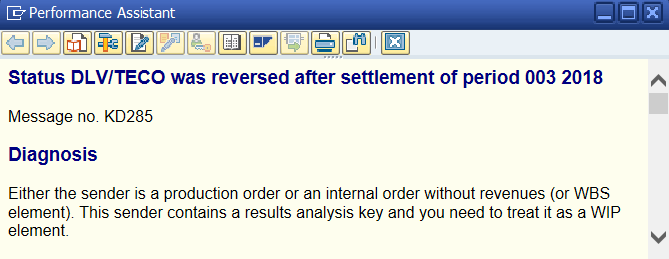 Performance Assistant
Status DLV/TECO was reversed after settlement of period 003 2018
Message no. KD285
Diagnosis
Either the sender is a production order or an internal order without revenues (or WBS
element). This sender contains a results analysis key and you need to treat it as a WIP
element.